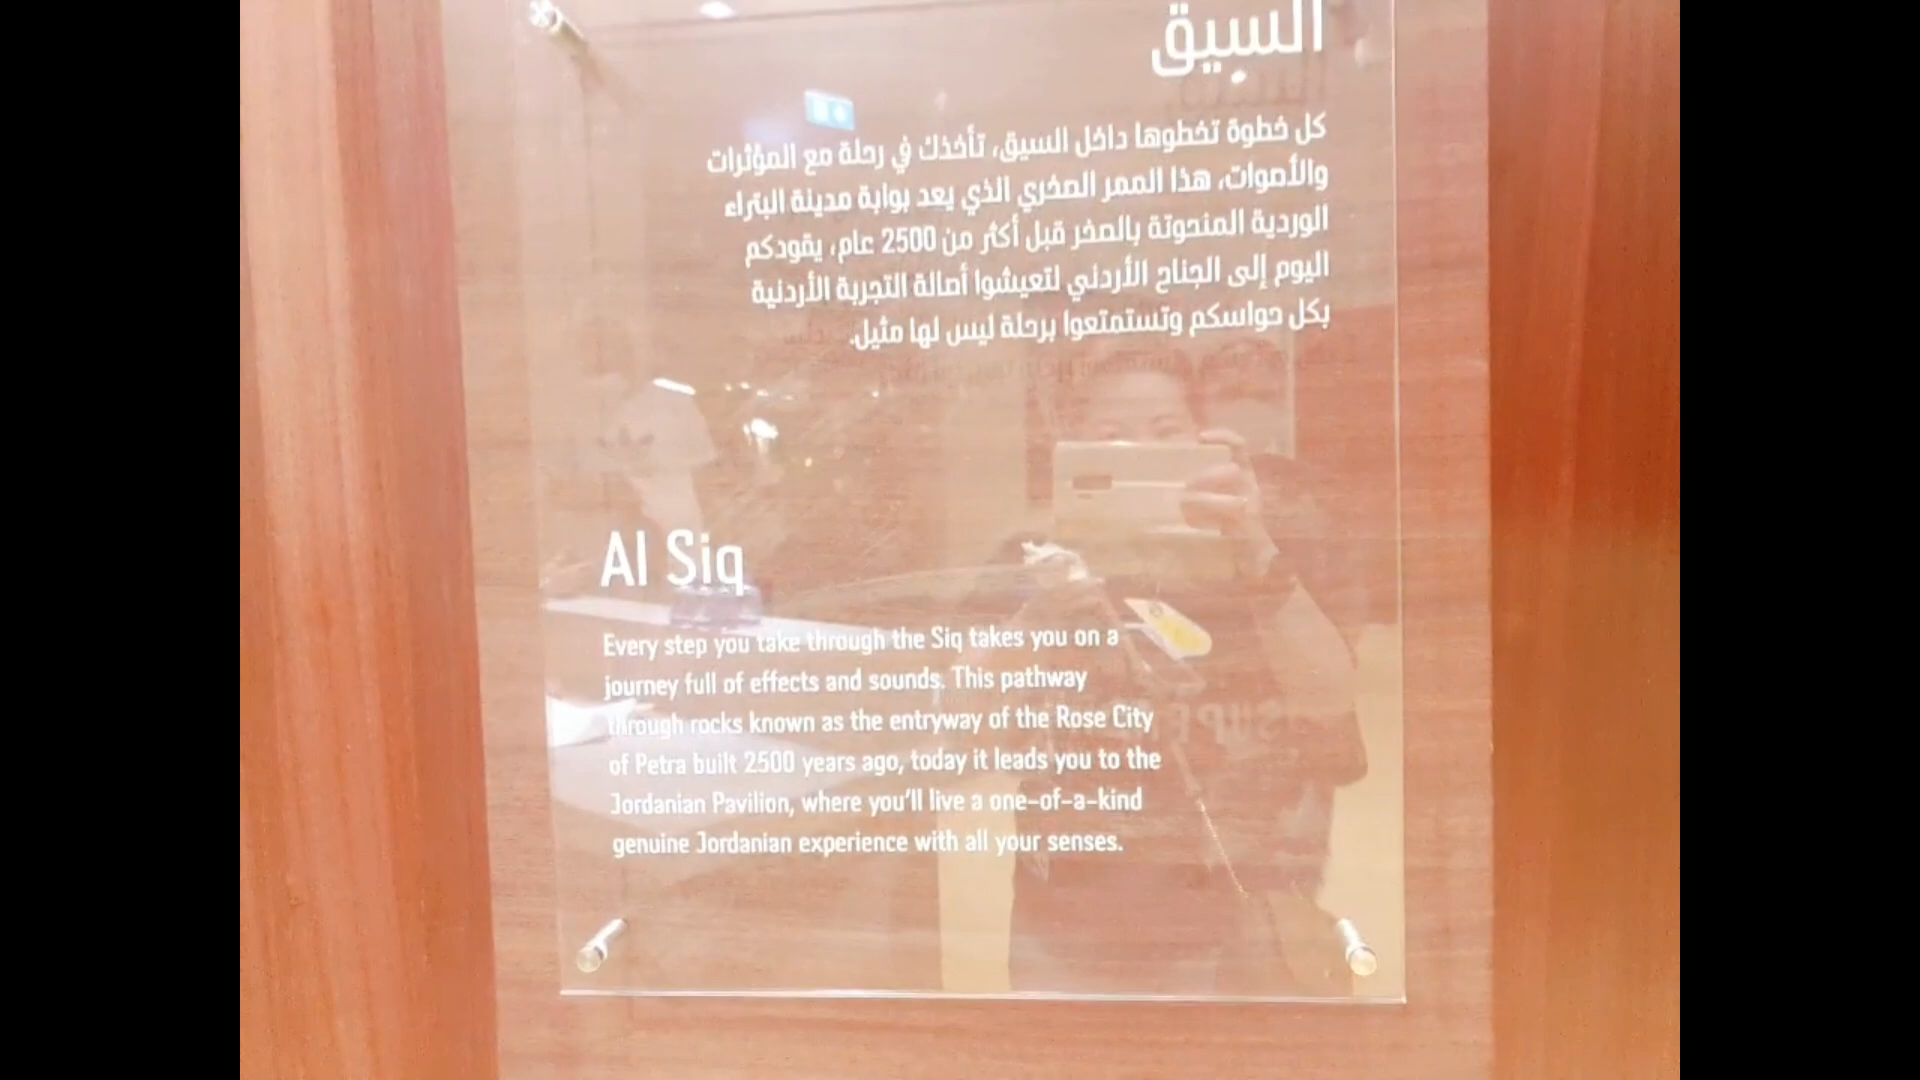 السيق
كل خطوة تخطوها داخل السيق، تأخذك في رحلة مع المؤثرات
والأصوات، هذا الممر الصخري الذي يعد بوابة مدينة البتراء
الوردية المنحوتة بالصخر قبل أكثر من 2500 عام، يقودكم
اليوم إلى الجناح الأردني لتعيشوا أصالة التجربة الأردنية
بكل حواسكم وتستمتعوا برحلة ليس لها مثيل.
Al Siq
Every step you take through the Siq takes you on a
journey full of effects and sounds. This pathway
through rocks known as the entryway of the Rose City
of Petra built 2500 years ago, today it leads you to the
Jordanian Pavilion, where you'll live a one-of-a-kind
genuine Jordanian experience with all your senses.